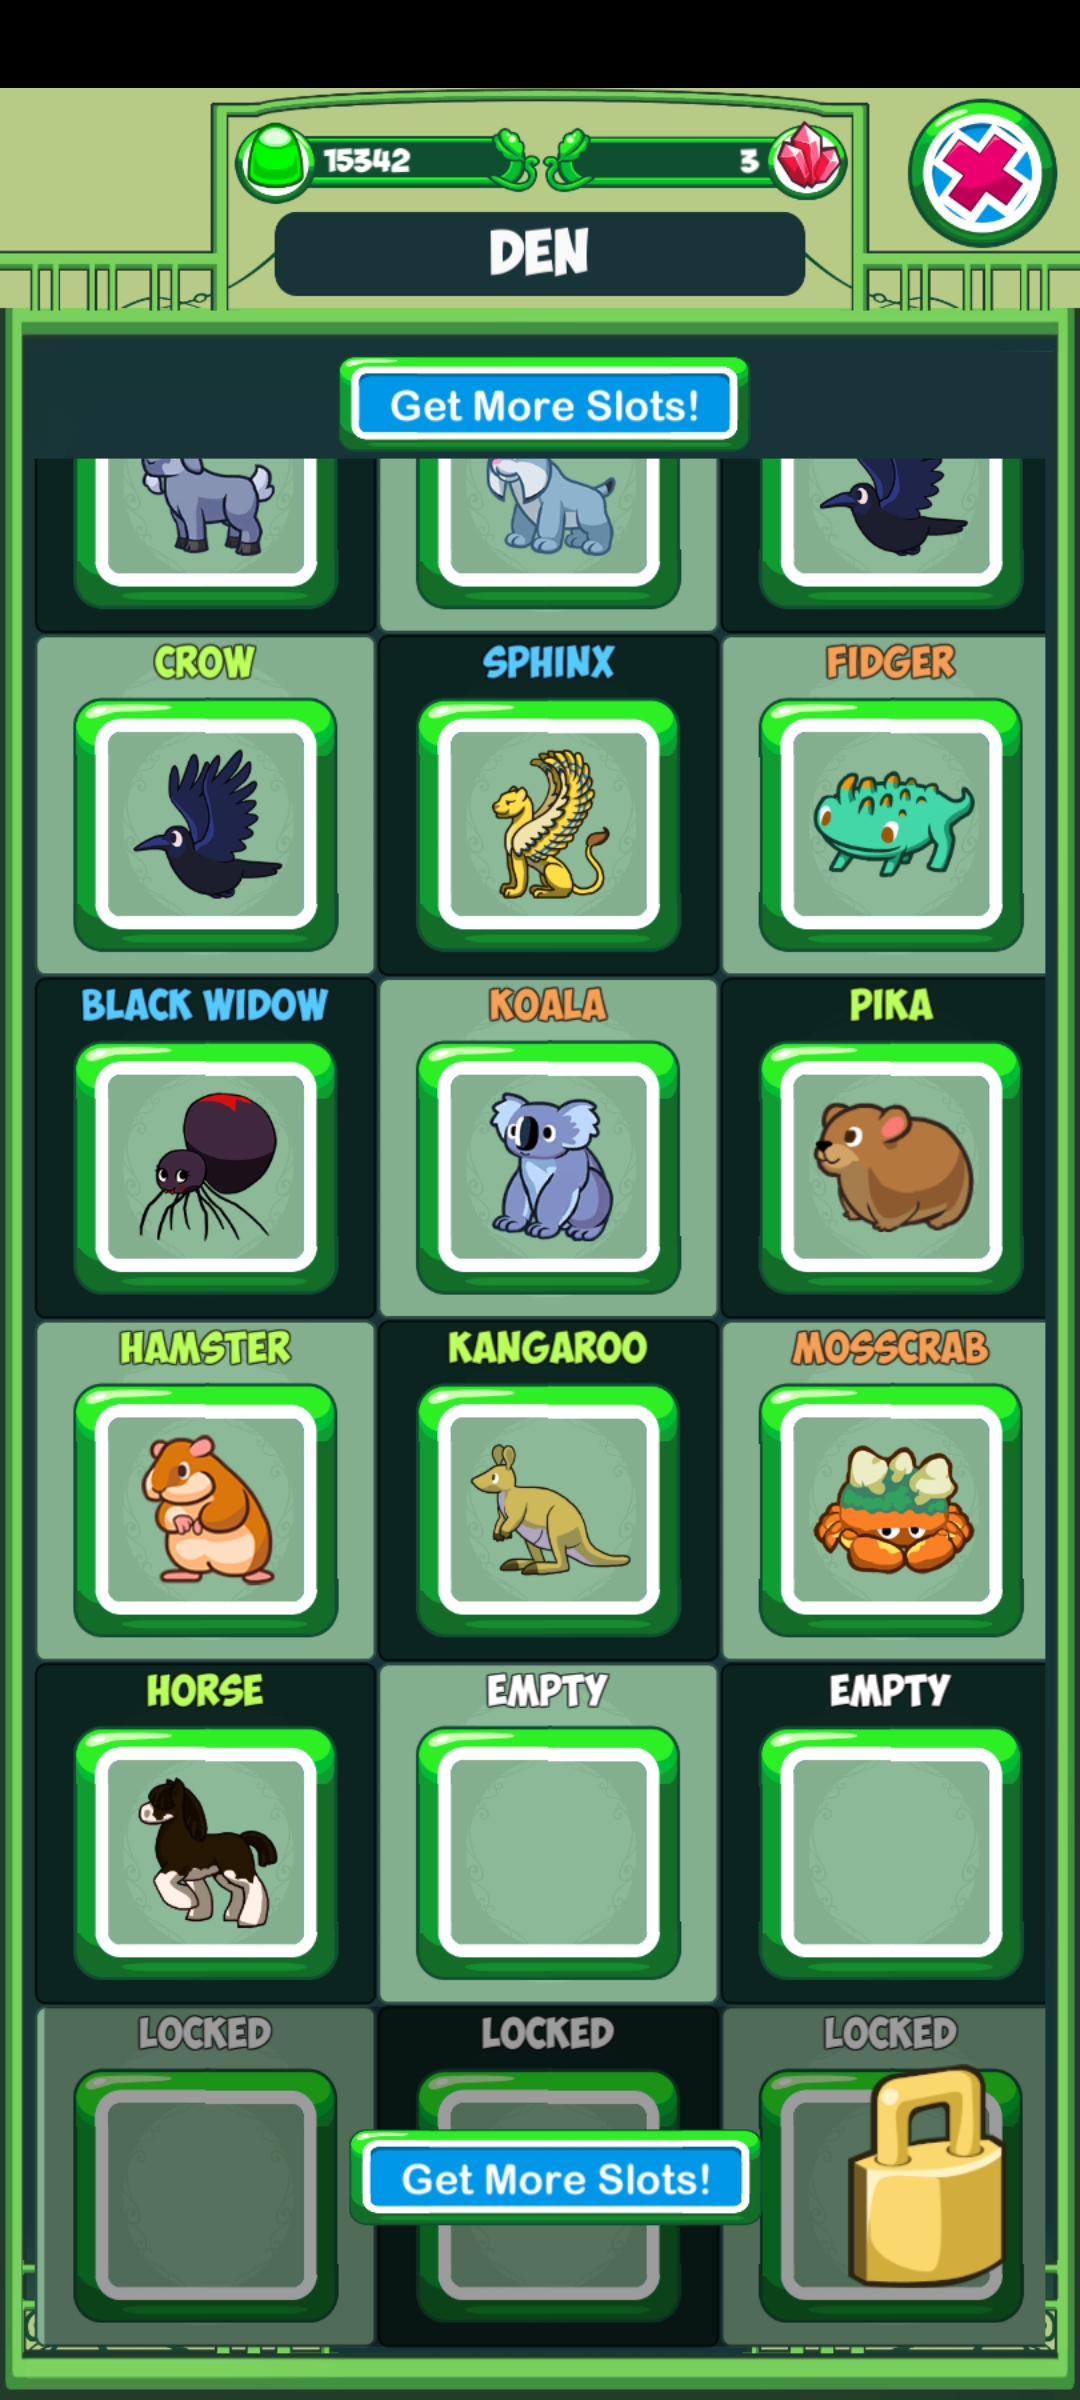 15342
3
DEN
Get More Slots!
CROW
SPHINX
FIDGER
BLACK WIDOW
KOALA
PIKA
HAMSTER
KANGAROO
MOSSCRAB
HORSE
EMPTY
EMPTY
LOCKED
LOCKED
LOCKED
Get More Slots!